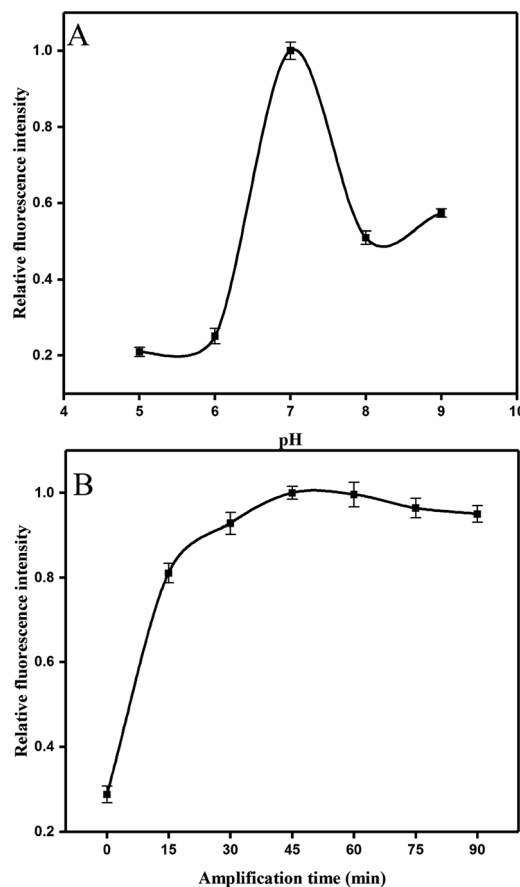 A
Relative fluorescence intensity
1.0
0.8
0.6
0.4
0.2
4 5 6 7 8 9 10
pH
B
Relative fluorescence intensity
1.0
0.8
0.6
0.4
0.2
0 15 30 45 60 75 90
Amplification time (min)